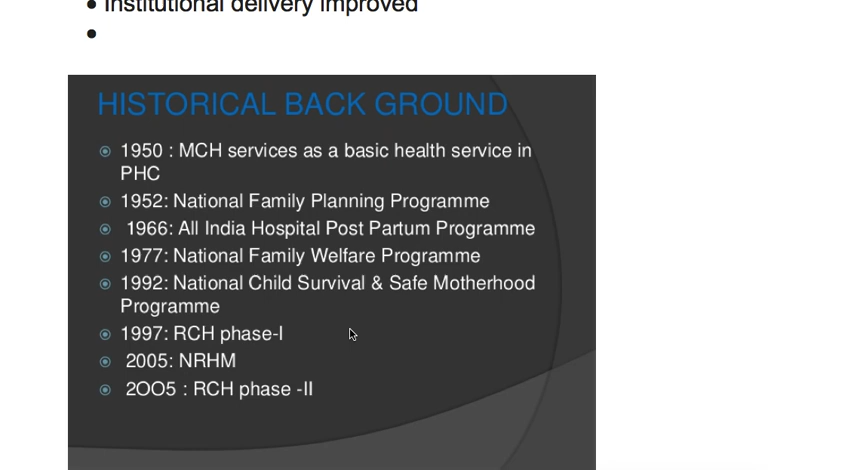 • Institutional delivery improved
•
HISTORICAL BACK GROUND
1950 : MCH services as a basic health service in
PHC
1952: National Family Planning Programme
1966: All India Hospital Post Partum Programme
1977: National Family Welfare Programme
1992: National Child Survival & Safe Motherhood
Programme
1997: RCH phase-I
2005: NRHM
2OO5 : RCH phase -II